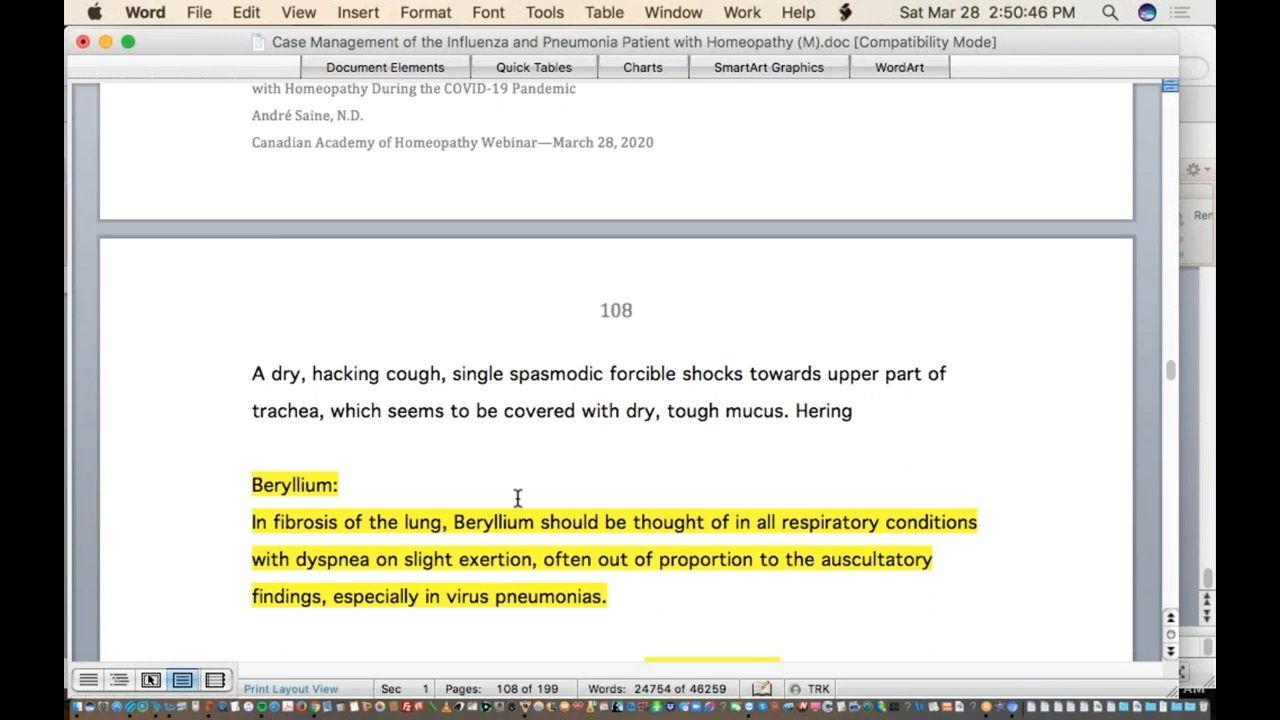 Word File Edit View Insert Format Font Tools Table Window Work Help Sat Mar 28 2:50:46 PM
Case Management of the Influenza and Pneumonia Patient with Homeopathy (M).doc [Compatibility Mode]
Document Elements Quick Tables Charts SmartArt Graphics WordArt
with Homeopathy During the COVID-19 Pandemic
André Saine, N.D.
Canadian Academy of Homeopathy Webinar—March 28, 2020
Ren
108
A dry, hacking cough, single spasmodic forcible shocks towards upper part of
trachea, which seems to be covered with dry, tough mucus. Hering
Beryllium:
In fibrosis of the lung, Beryllium should be thought of in all respiratory conditions
with dyspnea on slight exertion, often out of proportion to the auscultatory
findings, especially in virus pneumonias.
Print Layout View Sec 1 Pages: 108 of 199 Words: 24754 of 46259 TRK
AM